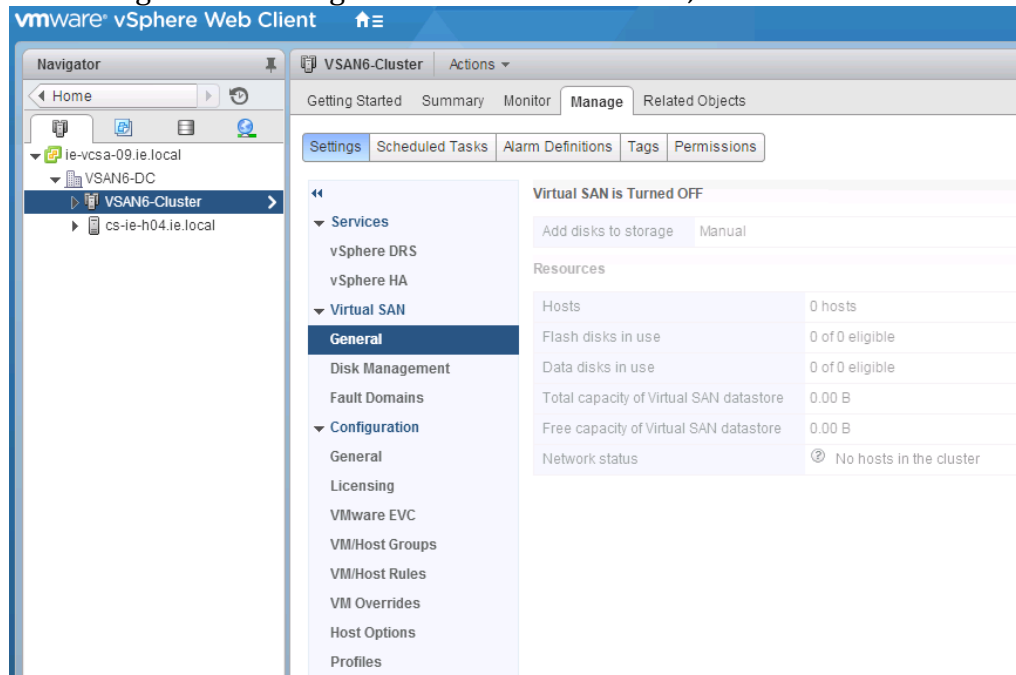 vmware® vSphere Web Client
Navigator
Home
ie-vcsa-09.ie.local
VSAN6-DC
VSAN6-Cluster
cs-ie-h04.ie.local
VSAN6-Cluster Actions
Getting Started Summary Monitor Manage Related Objects
Settings Scheduled Tasks Alarm Definitions Tags Permissions
Services
vSphere DRS
vSphere HA
Virtual SAN
General
Disk Management
Fault Domains
Configuration
General
Licensing
VMware EVC
VM/Host Groups
VM/Host Rules
VM Overrides
Host Options
Profiles
Virtual SAN is Turned OFF
Add disks to storage Manual
Resources
Hosts 0 hosts
Flash disks in use 0 of 0 eligible
Data disks in use 0 of 0 eligible
Total capacity of Virtual SAN datastore 0.00 B
Free capacity of Virtual SAN datastore 0.00 B
Network status No hosts in the cluster